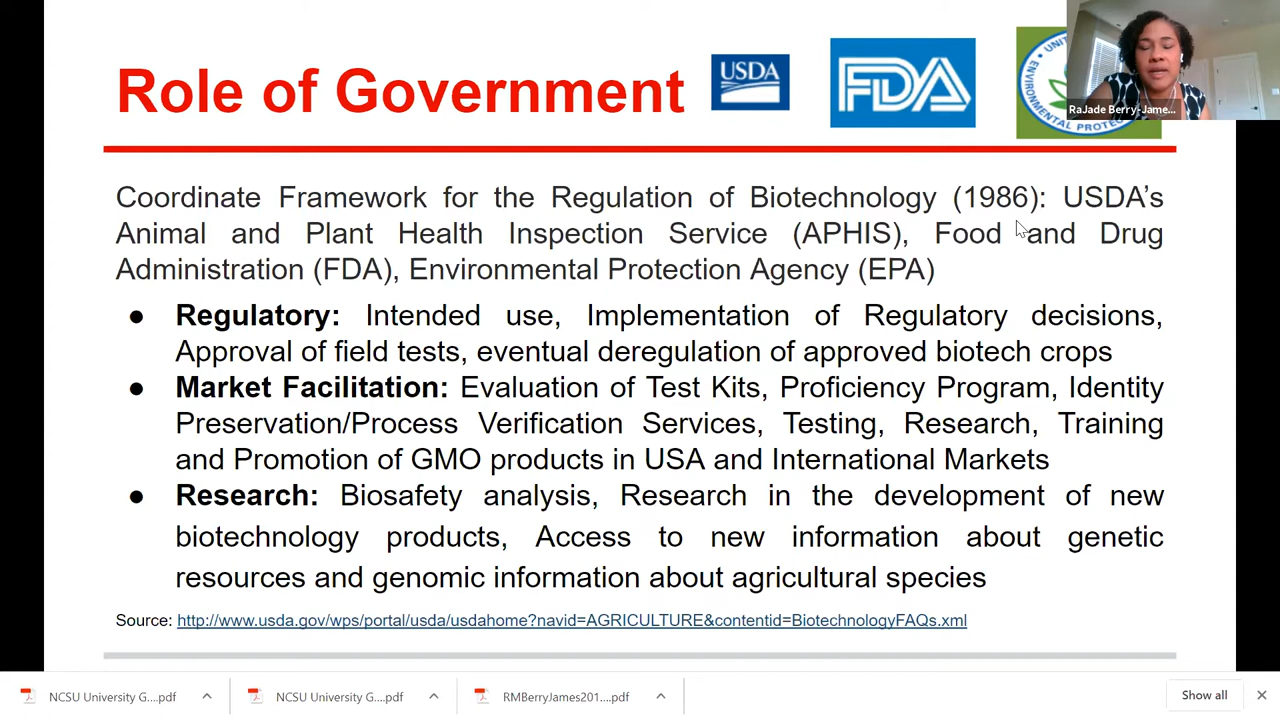 Role of Government
USDA
FDA
UNIT
ENVIRONMENTAL PROTEC
RaJade Berry-Jame...
Coordinate Framework for the Regulation of Biotechnology (1986): USDA's
Animal and Plant Health Inspection Service (APHIS), Food and Drug
Administration (FDA), Environmental Protection Agency (EPA)
● Regulatory: Intended use, Implementation of Regulatory decisions,
Approval of field tests, eventual deregulation of approved biotech crops
● Market Facilitation: Evaluation of Test Kits, Proficiency Program, Identity
Preservation/Process Verification Services, Testing, Research, Training
and Promotion of GMO products in USA and International Markets
● Research: Biosafety analysis, Research in the development of new
biotechnology products, Access to new information about genetic
resources and genomic information about agricultural species
Source: http://www.usda.gov/wps/portal/usda/usdahome?navid=AGRICULTURE&contentid=BiotechnologyFAQs.xml
NCSU University G....pdf
NCSU University G....pdf
RMBerryJames201....pdf
Show all